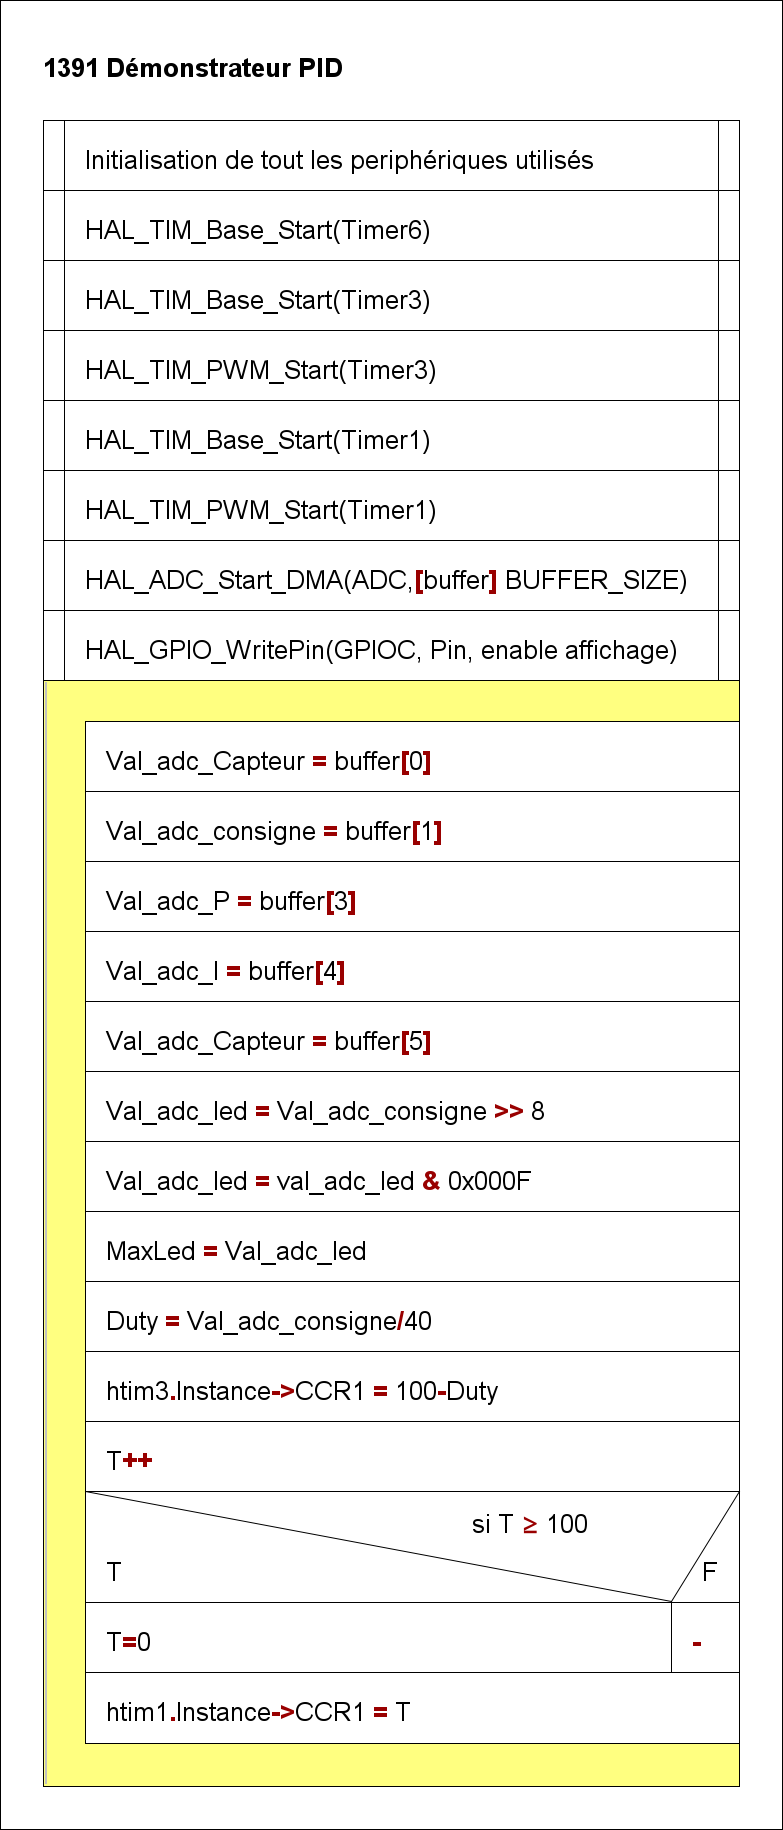 1391 Démonstrateur PID
Initialisation de tout les periphériques utilisés
HAL_TIM_Base_Start(Timer6)
HAL_TIM_Base_Start(Timer3)
HAL_TIM_PWM_Start(Timer3)
HAL_TIM_Base_Start(Timer1)
HAL_TIM_PWM_Start(Timer1)
HAL_ADC_Start_DMA(ADC,[buffer] BUFFER_SIZE)
HAL_GPIO_WritePin(GPIOC, Pin, enable affichage)
Val_adc_Capteur = buffer[0]
Val_adc_consigne = buffer[1]
Val_adc_P = buffer[3]
Val_adc_I = buffer[4]
Val_adc_Capteur = buffer[5]
Val_adc_led = Val_adc_consigne >> 8
Val_adc_led = val_adc_led & 0x000F
MaxLed = Val_adc_led
Duty = Val_adc_consigne/40
htim3.Instance->CCR1 = 100-Duty
T++
si T ≥ 100
T F
T=0 -
htim1.Instance->CCR1 = T